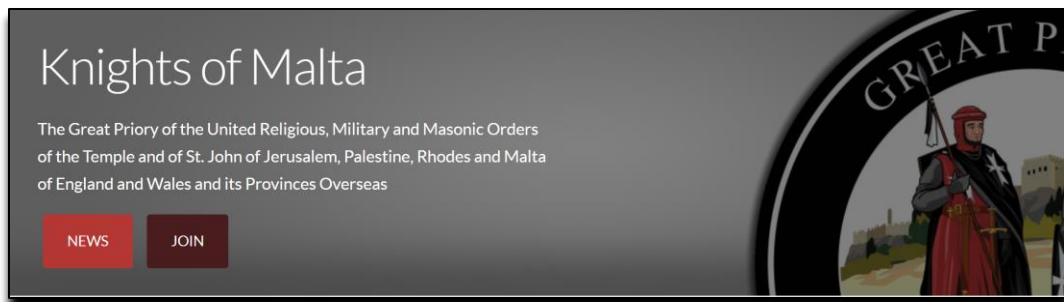 Knights of Malta
The Great Priory of the United Religious, Military and Masonic Orders
of the Temple and of St. John of Jerusalem, Palestine, Rhodes and Malta
of England and Wales and its Provinces Overseas
NEWS
JOIN
GREAT P